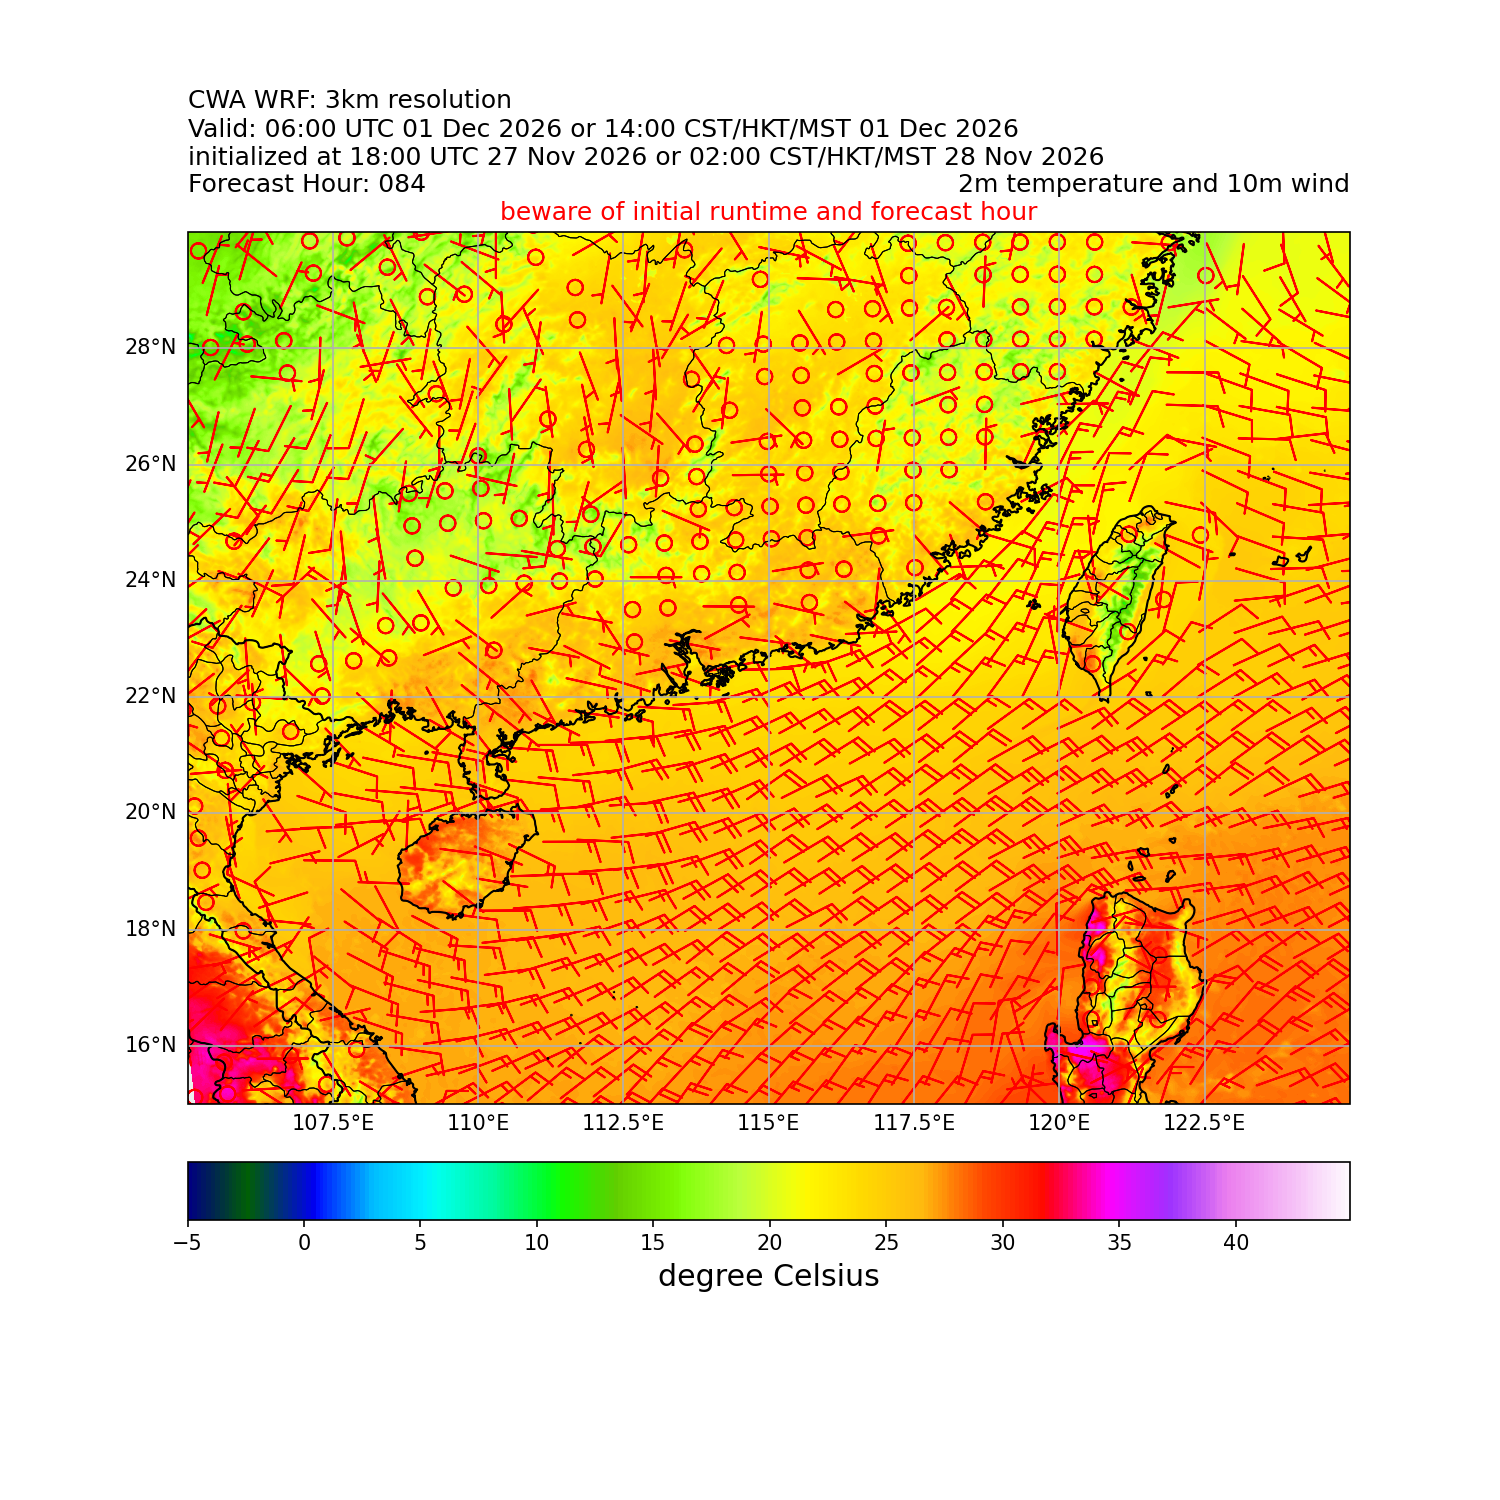 CWA WRF: 3km resolution
Valid: 06:00 UTC 01 Dec 2026 or 14:00 CST/HKT/MST 01 Dec 2026
initialized at 18:00 UTC 27 Nov 2026 or 02:00 CST/HKT/MST 28 Nov 2026
Forecast Hour: 084 2m temperature and 10m wind
beware of initial runtime and forecast hour
28°N
26°N
24°N
22°N
20°N
18°N
16°N
107.5°E 110°E 112.5°E 115°E 117.5°E 120°E 122.5°E
−5 0 5 10 15 20 25 30 35 40
degree Celsius